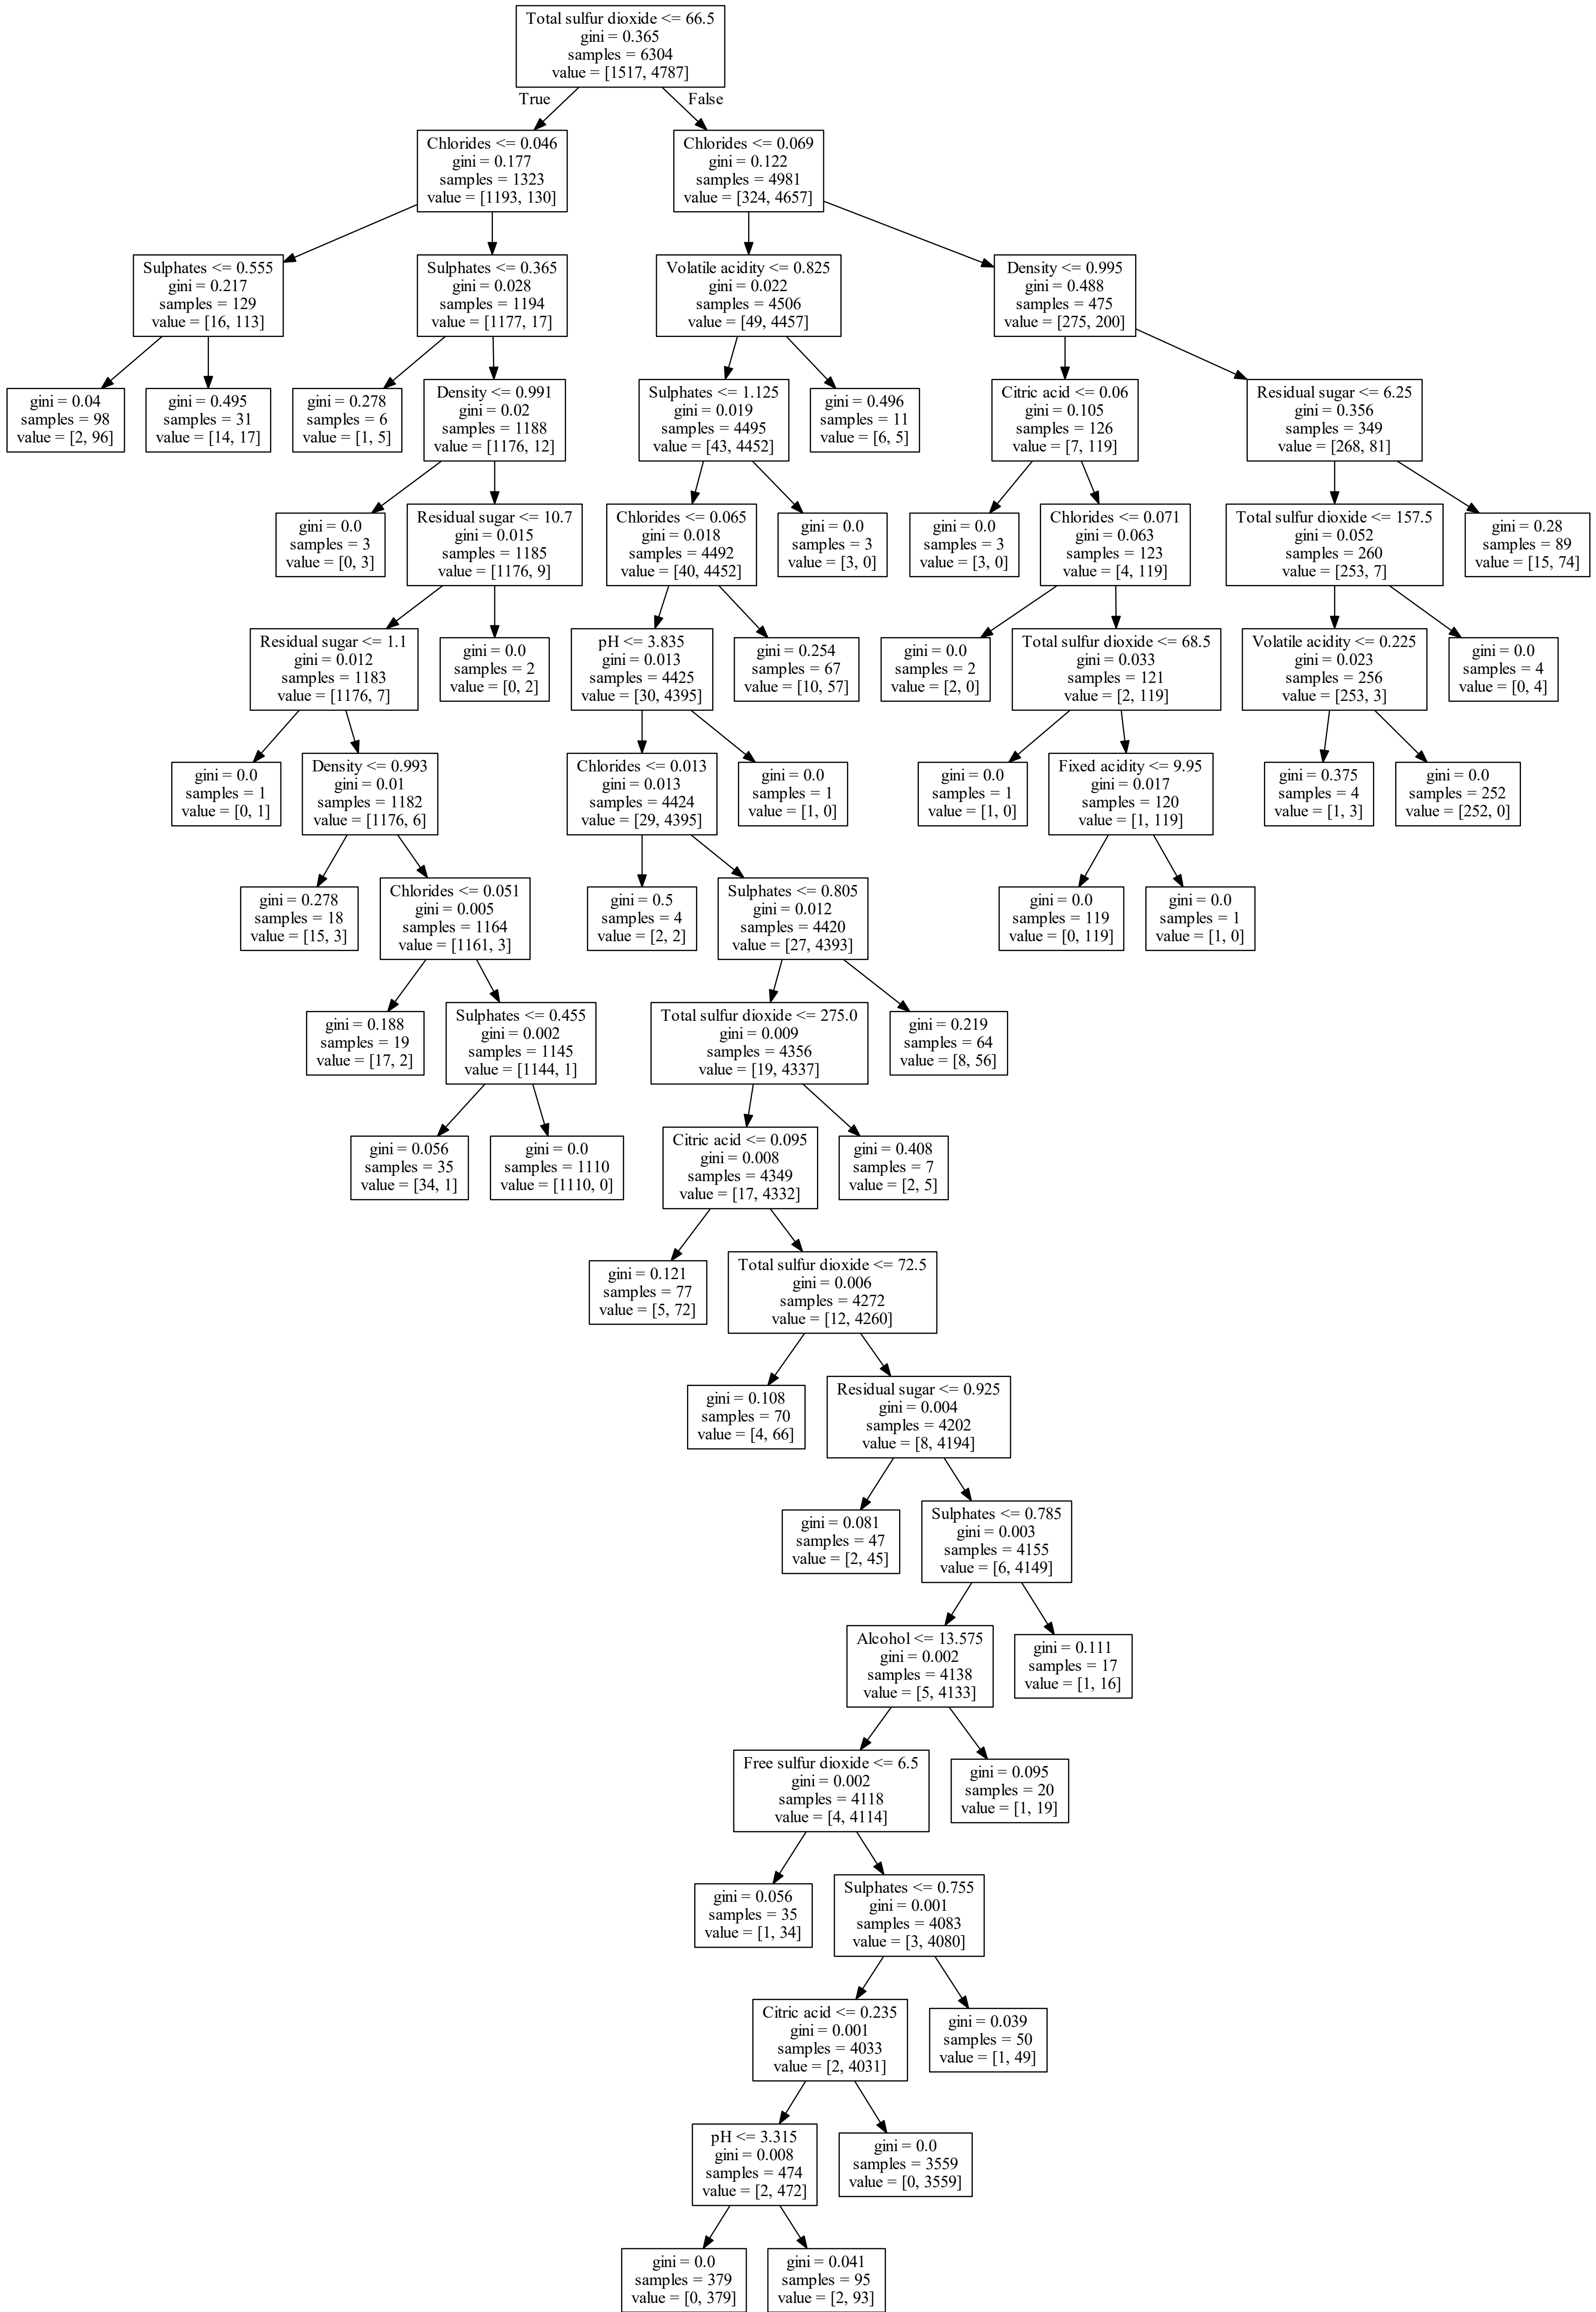 Total sulfur dioxide <= 66.5
gini = 0.365
samples = 6304
value = [1517, 4787]
True
False
Chlorides <= 0.046
gini = 0.177
samples = 1323
value = [1193, 130]
Chlorides <= 0.069
gini = 0.122
samples = 4981
value = [324, 4657]
Sulphates <= 0.555
gini = 0.217
samples = 129
value = [16, 113]
Sulphates <= 0.365
gini = 0.028
samples = 1194
value = [1177, 17]
Volatile acidity <= 0.825
gini = 0.022
samples = 4506
value = [49, 4457]
Density <= 0.995
gini = 0.488
samples = 475
value = [275, 200]
gini = 0.04
samples = 98
value = [2, 96]
gini = 0.495
samples = 31
value = [14, 17]
gini = 0.278
samples = 6
value = [1, 5]
Density <= 0.991
gini = 0.02
samples = 1188
value = [1176, 12]
Sulphates <= 1.125
gini = 0.019
samples = 4495
value = [43, 4452]
gini = 0.496
samples = 11
value = [6, 5]
Citric acid <= 0.06
gini = 0.105
samples = 126
value = [7, 119]
Residual sugar <= 6.25
gini = 0.356
samples = 349
value = [268, 81]
gini = 0.0
samples = 3
value = [0, 3]
Residual sugar <= 10.7
gini = 0.015
samples = 1185
value = [1176, 9]
Chlorides <= 0.065
gini = 0.018
samples = 4492
value = [40, 4452]
gini = 0.0
samples = 3
value = [3, 0]
gini = 0.0
samples = 3
value = [3, 0]
Chlorides <= 0.071
gini = 0.063
samples = 123
value = [4, 119]
Total sulfur dioxide <= 157.5
gini = 0.052
samples = 260
value = [253, 7]
gini = 0.28
samples = 89
value = [15, 74]
Residual sugar <= 1.1
gini = 0.012
samples = 1183
value = [1176, 7]
gini = 0.0
samples = 2
value = [0, 2]
pH <= 3.835
gini = 0.013
samples = 4425
value = [30, 4395]
gini = 0.254
samples = 67
value = [10, 57]
gini = 0.0
samples = 2
value = [2, 0]
Total sulfur dioxide <= 68.5
gini = 0.033
samples = 121
value = [2, 119]
Volatile acidity <= 0.225
gini = 0.023
samples = 256
value = [253, 3]
gini = 0.0
samples = 4
value = [0, 4]
gini = 0.0
samples = 1
value = [0, 1]
Density <= 0.993
gini = 0.01
samples = 1182
value = [1176, 6]
Chlorides <= 0.013
gini = 0.013
samples = 4424
value = [29, 4395]
gini = 0.0
samples = 1
value = [1, 0]
gini = 0.0
samples = 1
value = [1, 0]
Fixed acidity <= 9.95
gini = 0.017
samples = 120
value = [1, 119]
gini = 0.375
samples = 4
value = [1, 3]
gini = 0.0
samples = 252
value = [252, 0]
gini = 0.278
samples = 18
value = [15, 3]
Chlorides <= 0.051
gini = 0.005
samples = 1164
value = [1161, 3]
gini = 0.5
samples = 4
value = [2, 2]
Sulphates <= 0.805
gini = 0.012
samples = 4420
value = [27, 4393]
gini = 0.0
samples = 119
value = [0, 119]
gini = 0.0
samples = 1
value = [1, 0]
gini = 0.188
samples = 19
value = [17, 2]
Sulphates <= 0.455
gini = 0.002
samples = 1145
value = [1144, 1]
Total sulfur dioxide <= 275.0
gini = 0.009
samples = 4356
value = [19, 4337]
gini = 0.219
samples = 64
value = [8, 56]
gini = 0.056
samples = 35
value = [34, 1]
gini = 0.0
samples = 1110
value = [1110, 0]
Citric acid <= 0.095
gini = 0.008
samples = 4349
value = [17, 4332]
gini = 0.408
samples = 7
value = [2, 5]
gini = 0.121
samples = 77
value = [5, 72]
Total sulfur dioxide <= 72.5
gini = 0.006
samples = 4272
value = [12, 4260]
gini = 0.108
samples = 70
value = [4, 66]
Residual sugar <= 0.925
gini = 0.004
samples = 4202
value = [8, 4194]
gini = 0.081
samples = 47
value = [2, 45]
Sulphates <= 0.785
gini = 0.003
samples = 4155
value = [6, 4149]
Alcohol <= 13.575
gini = 0.002
samples = 4138
value = [5, 4133]
gini = 0.111
samples = 17
value = [1, 16]
Free sulfur dioxide <= 6.5
gini = 0.002
samples = 4118
value = [4, 4114]
gini = 0.095
samples = 20
value = [1, 19]
gini = 0.056
samples = 35
value = [1, 34]
Sulphates <= 0.755
gini = 0.001
samples = 4083
value = [3, 4080]
Citric acid <= 0.235
gini = 0.001
samples = 4033
value = [2, 4031]
gini = 0.039
samples = 50
value = [1, 49]
pH <= 3.315
gini = 0.008
samples = 474
value = [2, 472]
gini = 0.0
samples = 3559
value = [0, 3559]
gini = 0.0
samples = 379
value = [0, 379]
gini = 0.041
samples = 95
value = [2, 93]